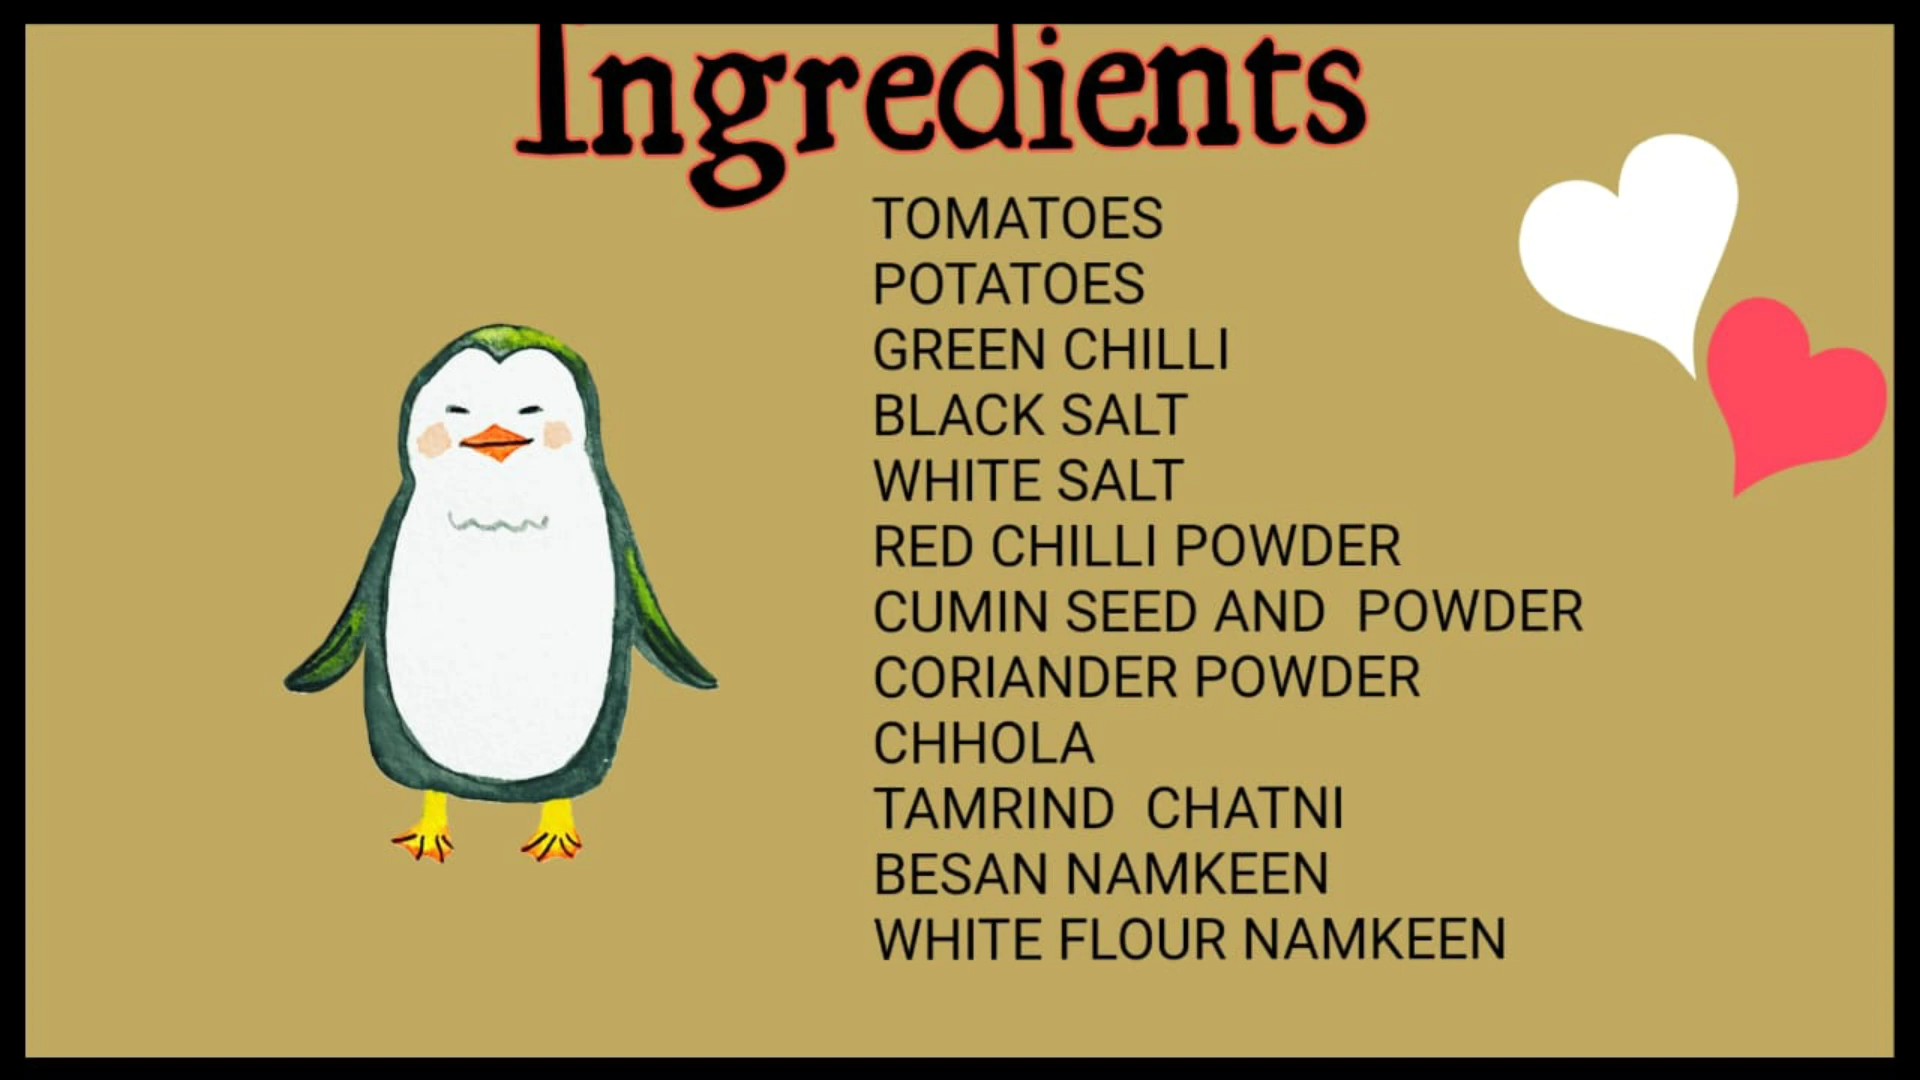 Ingredients
TOMATOES
POTATOES
GREEN CHILLI
BLACK SALT
WHITE SALT
RED CHILLI POWDER
CUMIN SEED AND  POWDER
CORIANDER POWDER
CHHOLA
TAMRIND  CHATNI
BESAN NAMKEEN
WHITE FLOUR NAMKEEN